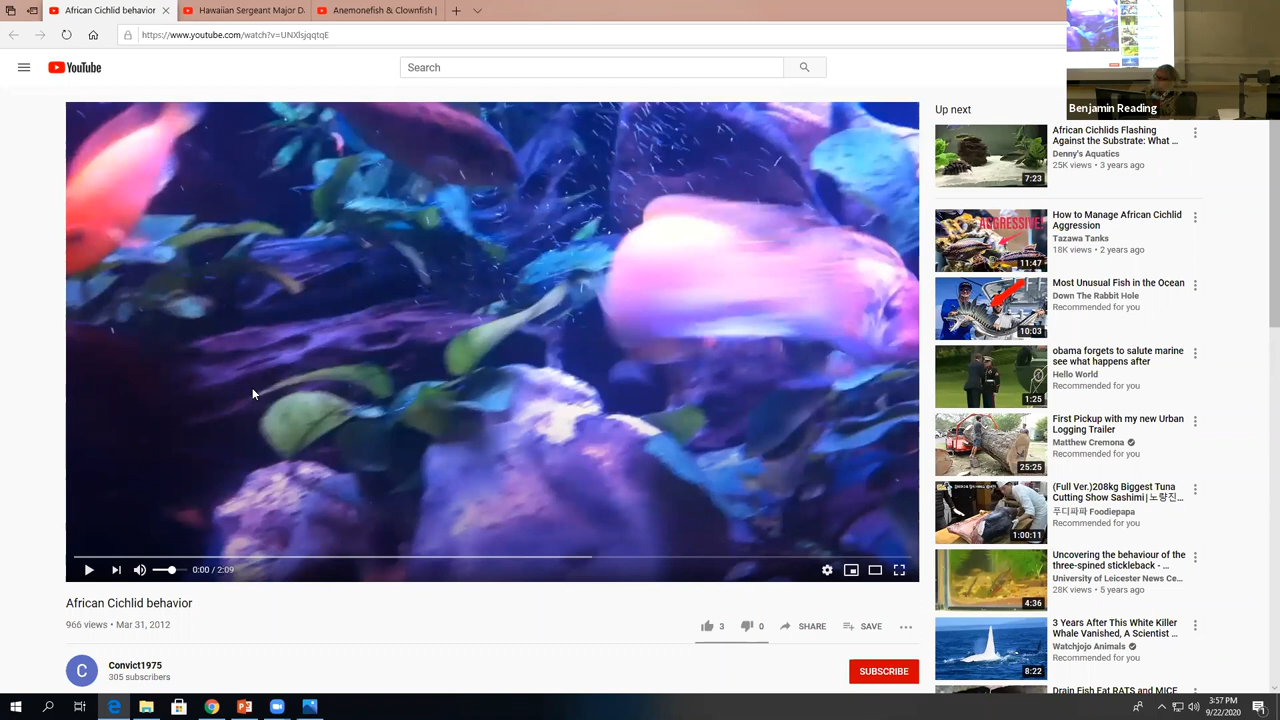 African Cichlid behavior
Hawaiian Sergeant Major Da
Anemonefish & Clownfish |
https://www.youtube.com/watch?v=UNXlsjqqtqE
YouTube
Search
Benjamin Reading
Up next
African Cichlids Flashing
Against the Substrate: What ...
Denny's Aquatics
25K views • 3 years ago
7:23
AGGRESSIVE
How to Manage African Cichlid
Aggression
Tazawa Tanks
18K views • 2 years ago
11:47
Most Unusual Fish in the Ocean
Down The Rabbit Hole
Recommended for you
10:03
obama forgets to salute marine
see what happens after
Hello World
Recommended for you
1:25
First Pickup with my new Urban
Logging Trailer
Matthew Cremona
Recommended for you
25:25
(Full Ver.)208kg Biggest Tuna
Cutting Show Sashimi|노량진...
푸디파파 Foodiepapa
Recommended for you
1:00:11
Uncovering the behaviour of the
three-spined stickleback - ...
University of Leicester News Ce...
28K views • 5 years ago
4:36
3 Years After This White Killer
Whale Vanished, A Scientist ...
Watchjojo Animals
Recommended for you
8:22
Drain Fish Eat RATS and MICE
0:00 / 2:09
African Cichlid behavior
966 views • Mar 31, 2012
3
0
SHARE
SAVE
C
Convict1975
305 subscribers
SUBSCRIBE
3:57 PM
9/22/2020